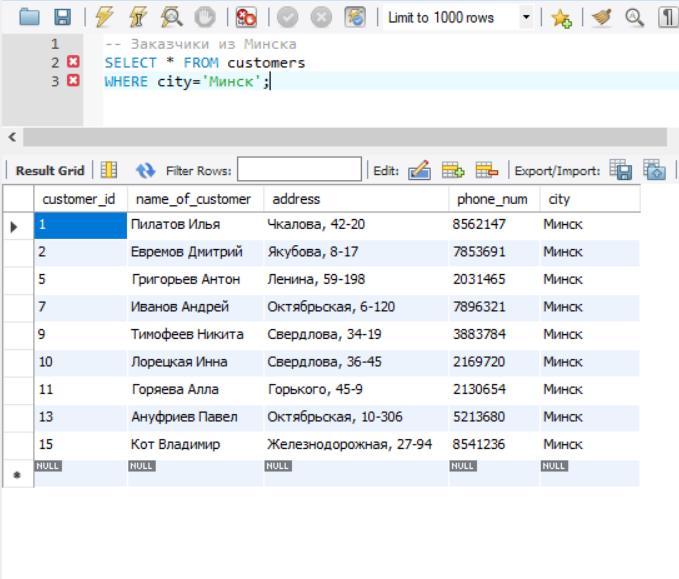 Limit to 1000 rows
1 -- Заказчики из Минска
2 SELECT * FROM customers
3 WHERE city='Минск';
Result Grid Filter Rows: Edit: Export/Import:
customer_id name_of_customer address phone_num city
1 Пилатов Илья Чкалова, 42-20 8562147 Минск
2 Евремов Дмитрий Якубова, 8-17 7853691 Минск
5 Григорьев Антон Ленина, 59-198 2031465 Минск
7 Иванов Андрей Октябрьская, 6-120 7896321 Минск
9 Тимофеев Никита Свердлова, 34-19 3883784 Минск
10 Лорецкая Инна Свердлова, 36-45 2169720 Минск
11 Горяева Алла Горького, 45-9 2130654 Минск
13 Ануфриев Павел Октябрьская, 10-306 5213680 Минск
15 Кот Владимир Железнодорожная, 27-94 8541236 Минск
NULL NULL NULL NULL NULL